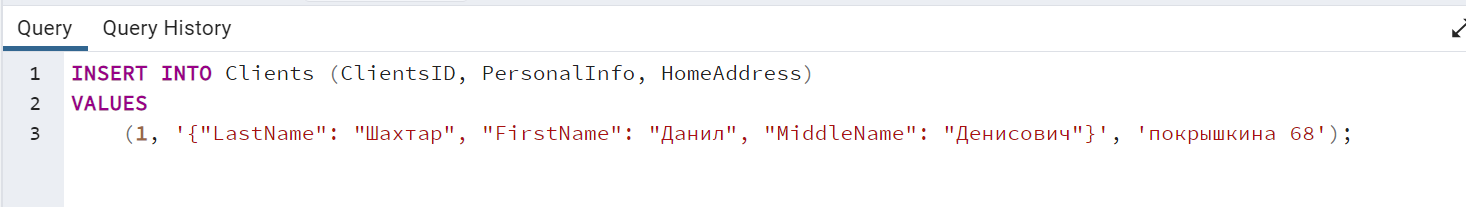 Query Query History
1 INSERT INTO Clients (ClientsID, PersonalInfo, HomeAddress)
2 VALUES
3 (1, '{"LastName": "Шахтар", "FirstName": "Данил", "MiddleName": "Денисович"}', 'покрышкина 68');